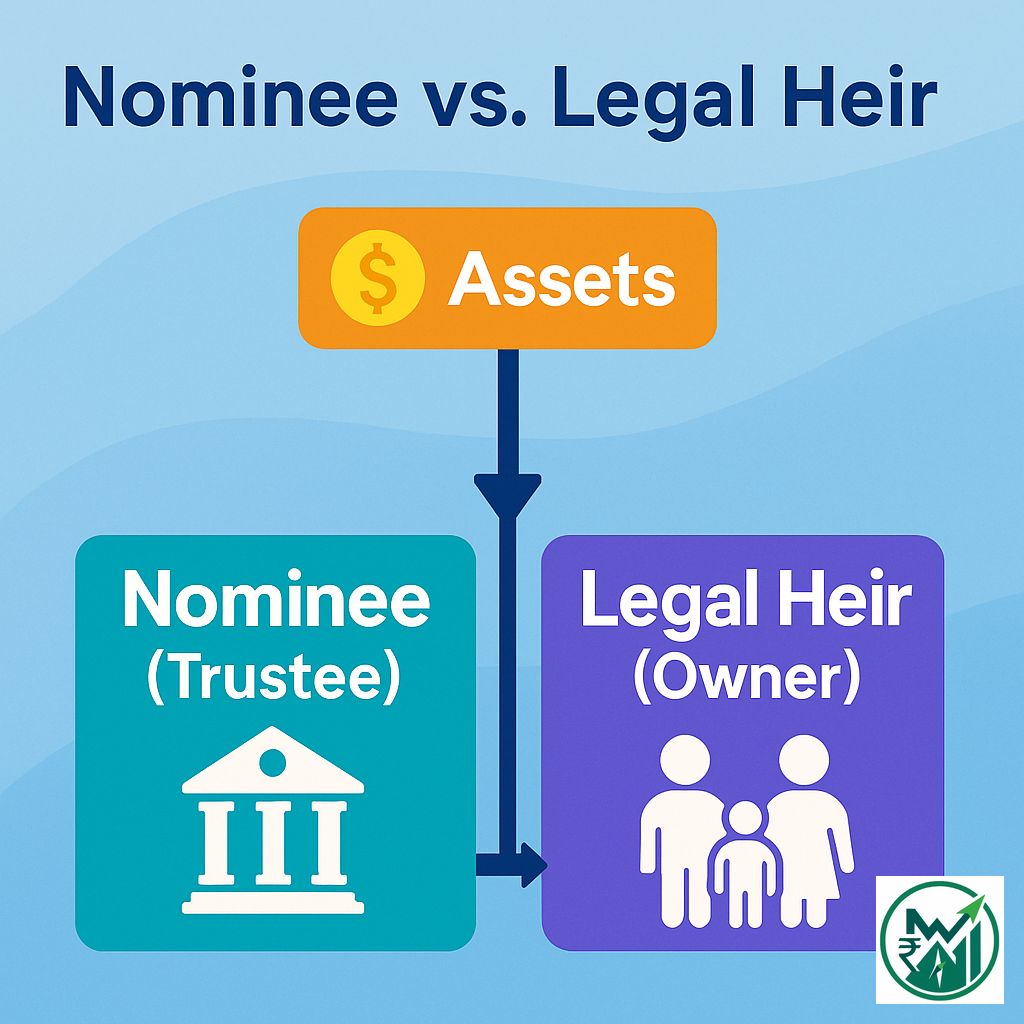 Nominee vs. Legal Heir
$ Assets
Nominee
(Trustee)
Legal Heir
(Owner)
₹